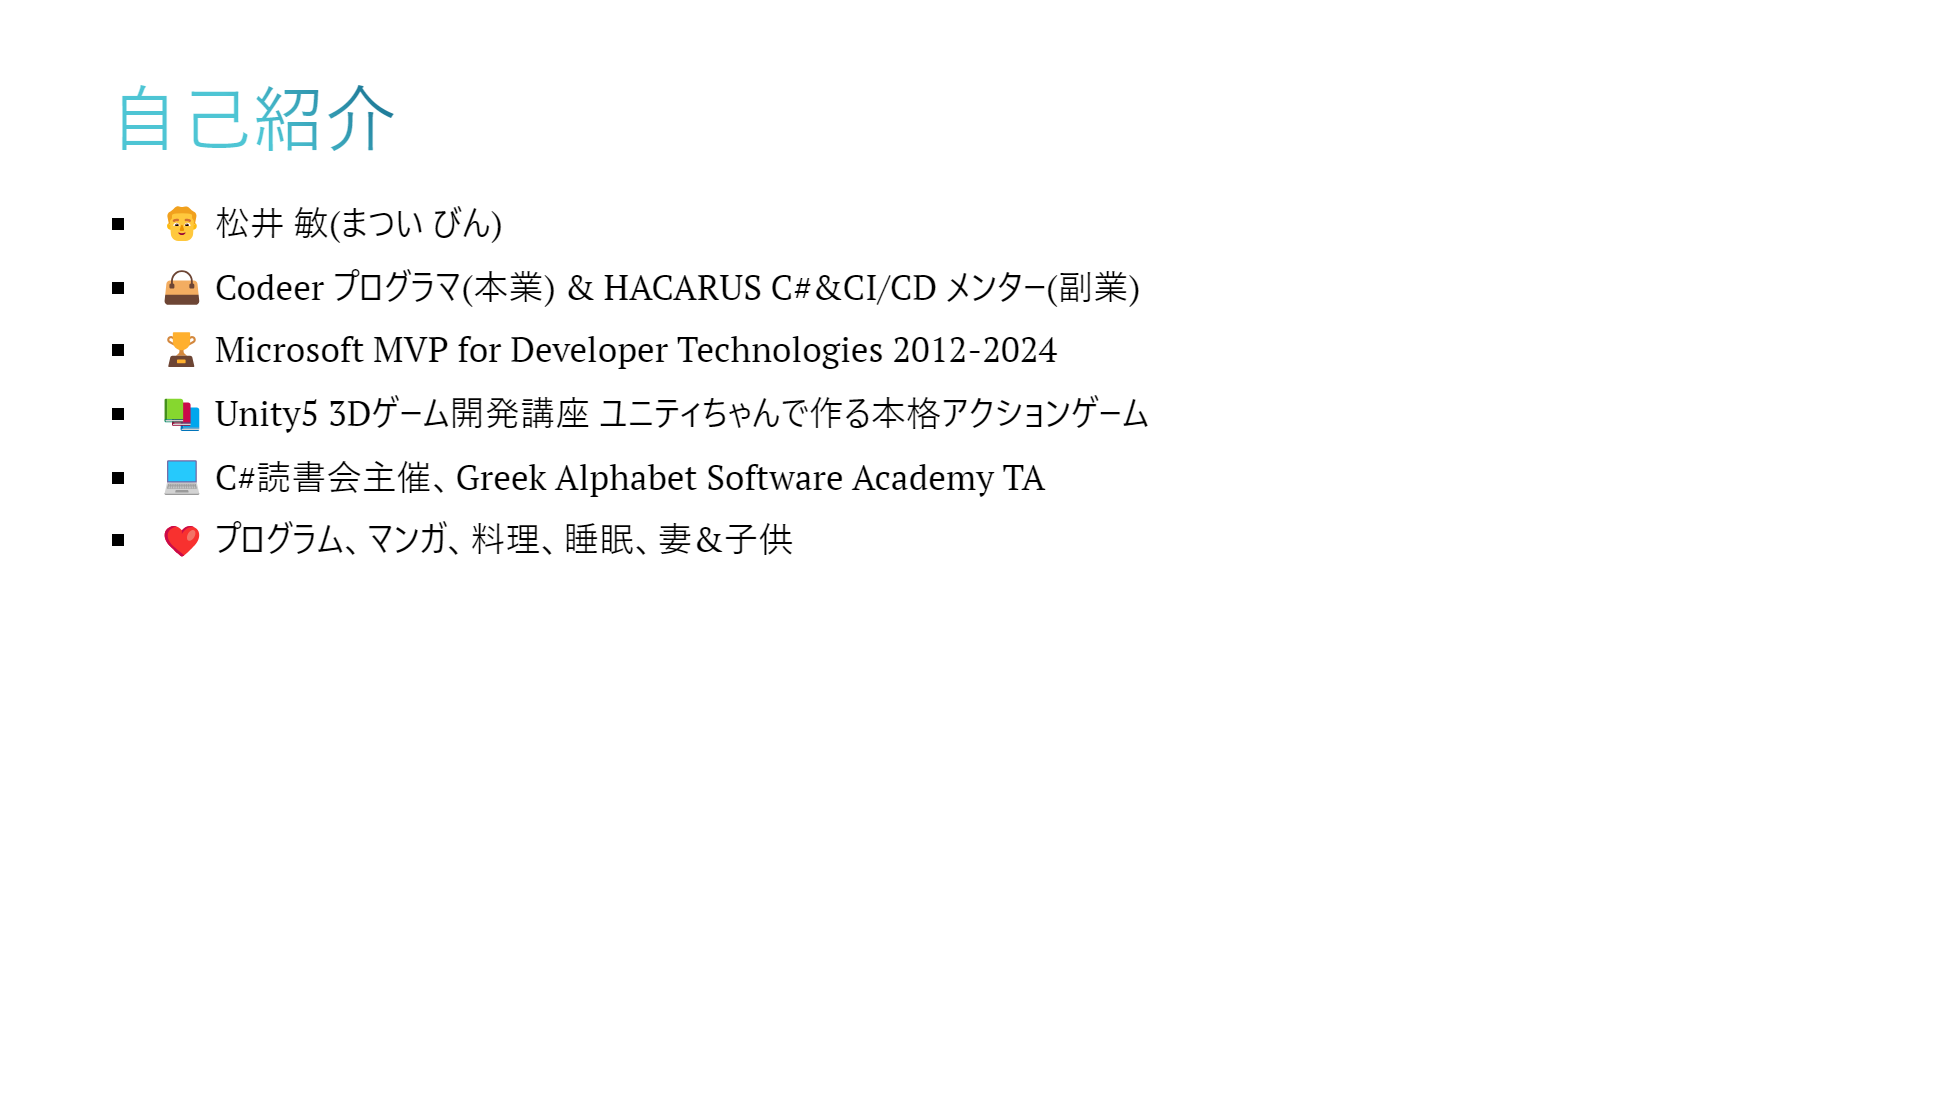 自己紹介
松井 敏(まつい びん)
Codeer プログラマ(本業) & HACARUS C#&CI/CD メンター(副業)
Microsoft MVP for Developer Technologies 2012-2024
Unity5 3Dゲーム開発講座 ユニティちゃんで作る本格アクションゲーム
C#読書会主催、Greek Alphabet Software Academy TA
プログラム、マンガ、料理、睡眠、妻&子供